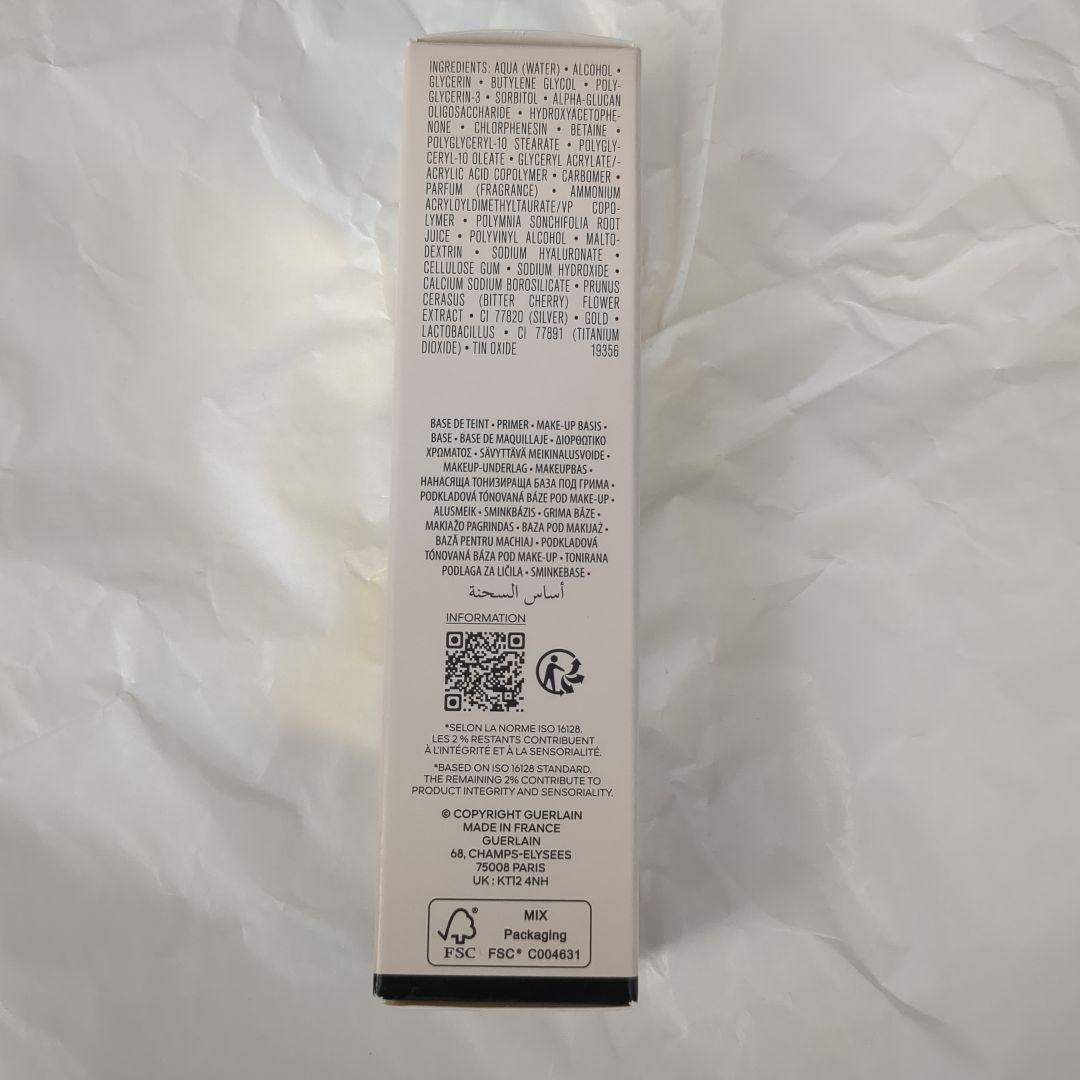 INGREDIENTS: AQUA (WATER) • ALCOHOL •
GLYCERIN • BUTYLENE GLYCOL • POLY-
GLYCERIN-3 • SORBITOL • ALPHA-GLUCAN
OLIGOSACCHARIDE • HYDROXYACETOPHE-
NONE • CHLORPHENESIN • BETAINE •
POLYGLYCERYL-10 STEARATE • POLYGLY-
CERYL-10 OLEATE • GLYCERYL ACRYLATE/-
ACRYLIC ACID COPOLYMER • CARBOMER •
PARFUM (FRAGRANCE) • AMMONIUM
ACRYLOYLDIMETHYLTAURATE/VP COPO-
LYMER • POLYMNIA SONCHIFOLIA ROOT
JUICE • POLYVINYL ALCOHOL • MALTO-
DEXTRIN • SODIUM HYALURONATE •
CELLULOSE GUM • SODIUM HYDROXIDE •
CALCIUM SODIUM BOROSILICATE • PRUNUS
CERASUS (BITTER CHERRY) FLOWER
EXTRACT • CI 77820 (SILVER) • GOLD •
LACTOBACILLUS • CI 77891 (TITANIUM
DIOXIDE) • TIN OXIDE 19356
BASE DE TEINT • PRIMER • MAKE-UP BASIS •
BASE • BASE DE MAQUILLAJE • ΔΙΟΡΘΩΤΙΚΟ
ΧΡΩΜΑΤΟΣ • SÄVYTTÄVÄ MEIKINALUSVOIDE •
MAKEUP-UNDERLAG • MAKEUPBAS •
НАНАСЯЩА ТОНИЗИРАЩА БАЗА ПОД ГРИМА •
PODKLADOVÁ TÓNOVANÁ BÁZE POD MAKE-UP •
ALUSMEIK • SMINKBÁZIS • GRIMA BĀZE •
MAKIAŽO PAGRINDAS • BAZA POD MAKIJAŻ •
BAZĂ PENTRU MACHIAJ • PODKLADOVÁ
TÓNOVANÁ BÁZA POD MAKE-UP • TONIRANA
PODLAGA ZA LIČILA • SMINKEBASE •
أساس السحنة
INFORMATION
*SELON LA NORME ISO 16128.
LES 2 % RESTANTS CONTRIBUENT
À L'INTÉGRITÉ ET À LA SENSORIALITÉ.
*BASED ON ISO 16128 STANDARD.
THE REMAINING 2% CONTRIBUTE TO
PRODUCT INTEGRITY AND SENSORIALITY.
© COPYRIGHT GUERLAIN
MADE IN FRANCE
GUERLAIN
68, CHAMPS-ELYSEES
75008 PARIS
UK : KT12 4NH
MIX
Packaging
FSC FSC® C004631